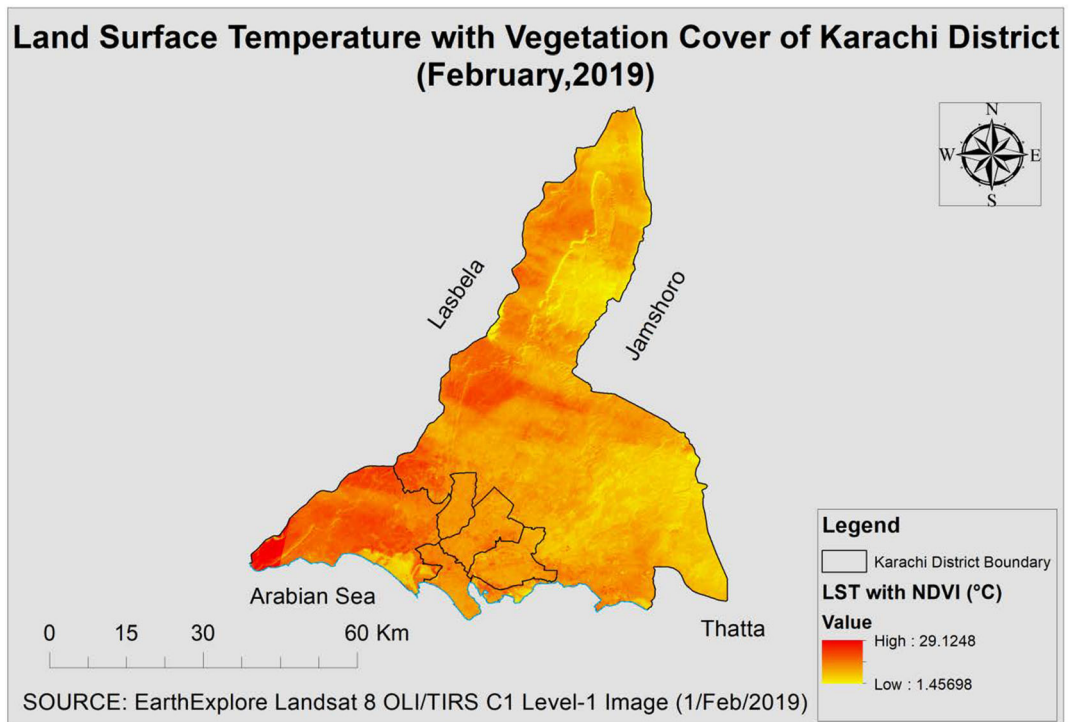 Land Surface Temperature with Vegetation Cover of Karachi District
(February,2019)
N
W E
S
Lasbela
Jamshoro
Arabian Sea
Thatta
0 15 30 60 Km
Legend
Karachi District Boundary
LST with NDVI (ºC)
Value
High : 29.1248
Low : 1.45698
SOURCE: EarthExplore Landsat 8 OLI/TIRS C1 Level-1 Image (1/Feb/2019)